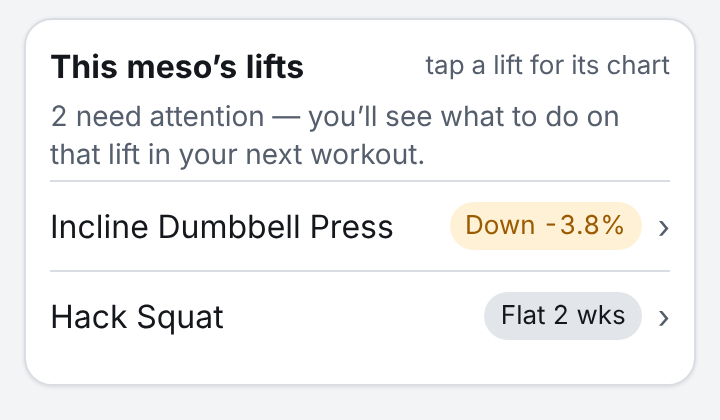 This meso’s lifts
tap a lift for its chart
2 need attention — you’ll see what to do on
that lift in your next workout.
Incline Dumbbell Press
Down -3.8% ›
Hack Squat
Flat 2 wks ›